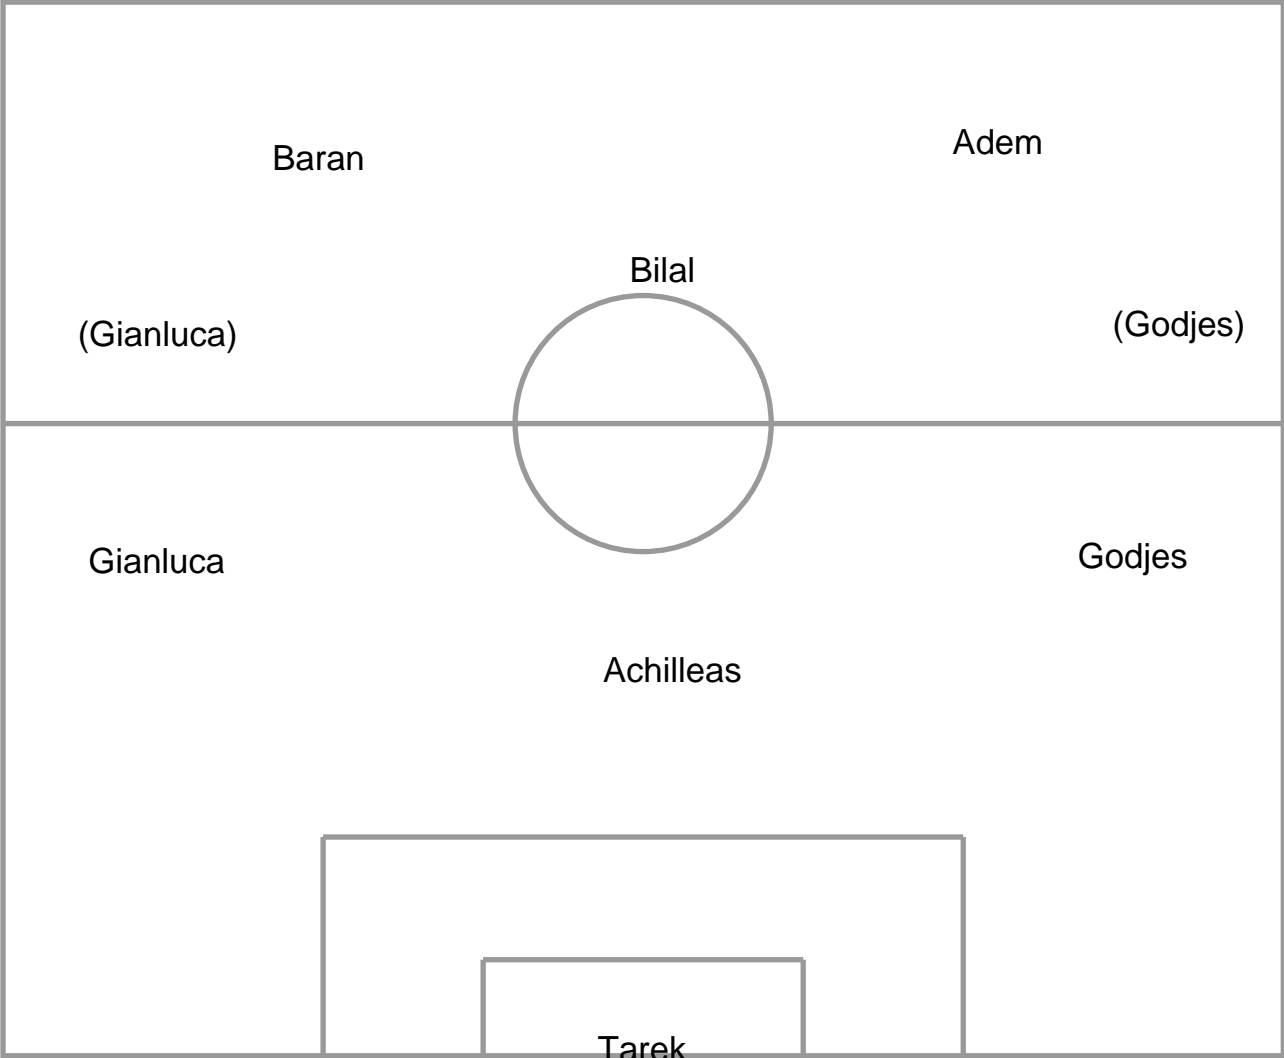 Baran
Adem
Bilal
(Gianluca)
(Godjes)
Gianluca
Godjes
Achilleas
Tarek